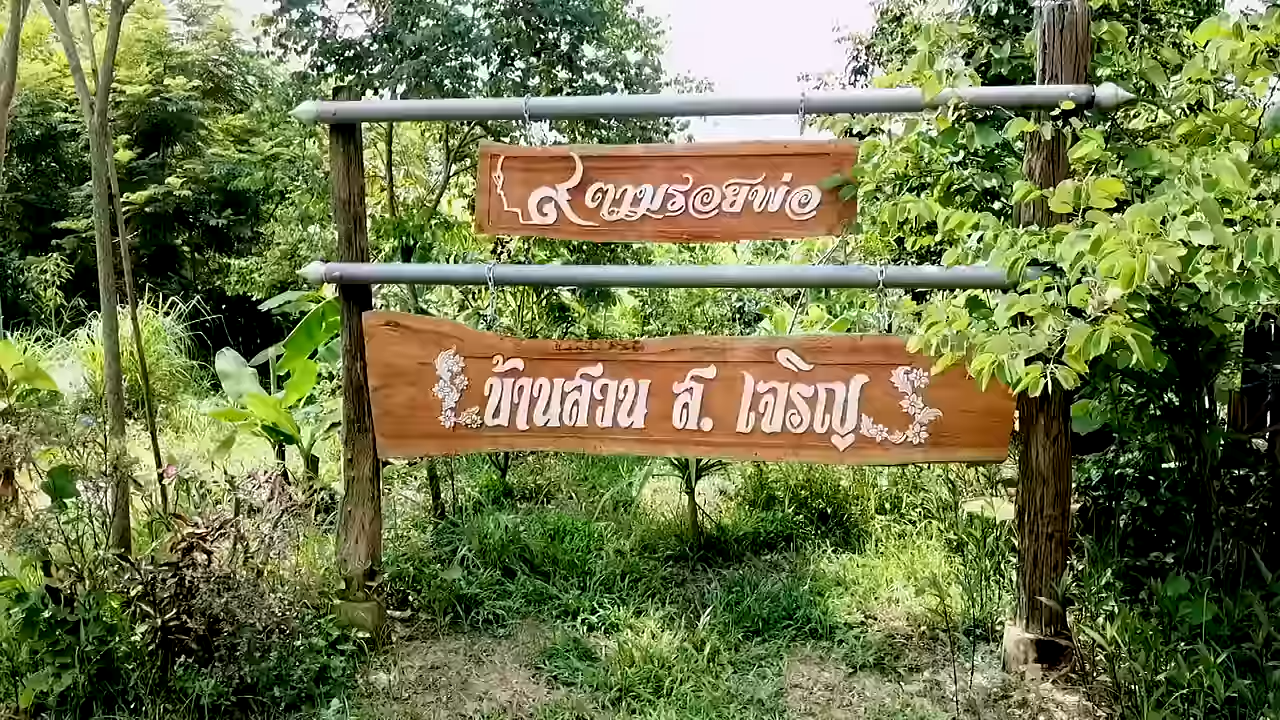 ๙ ตามรอยพ่อ
บ้านสวน ส. เจริญ